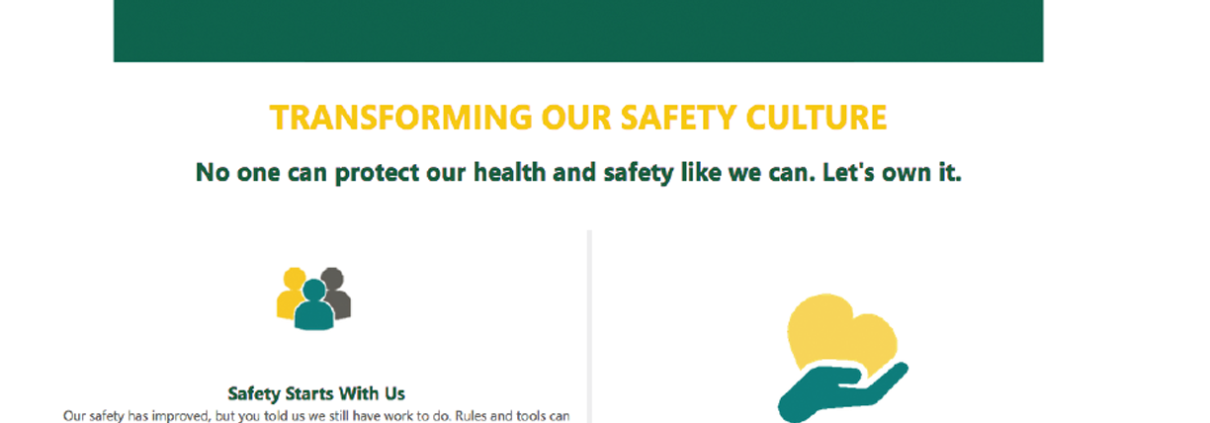 TRANSFORMING OUR SAFETY CULTURE
No one can protect our health and safety like we can. Let's own it.
Safety Starts With Us
Our safety has improved, but you told us we still have work to do. Rules and tools can